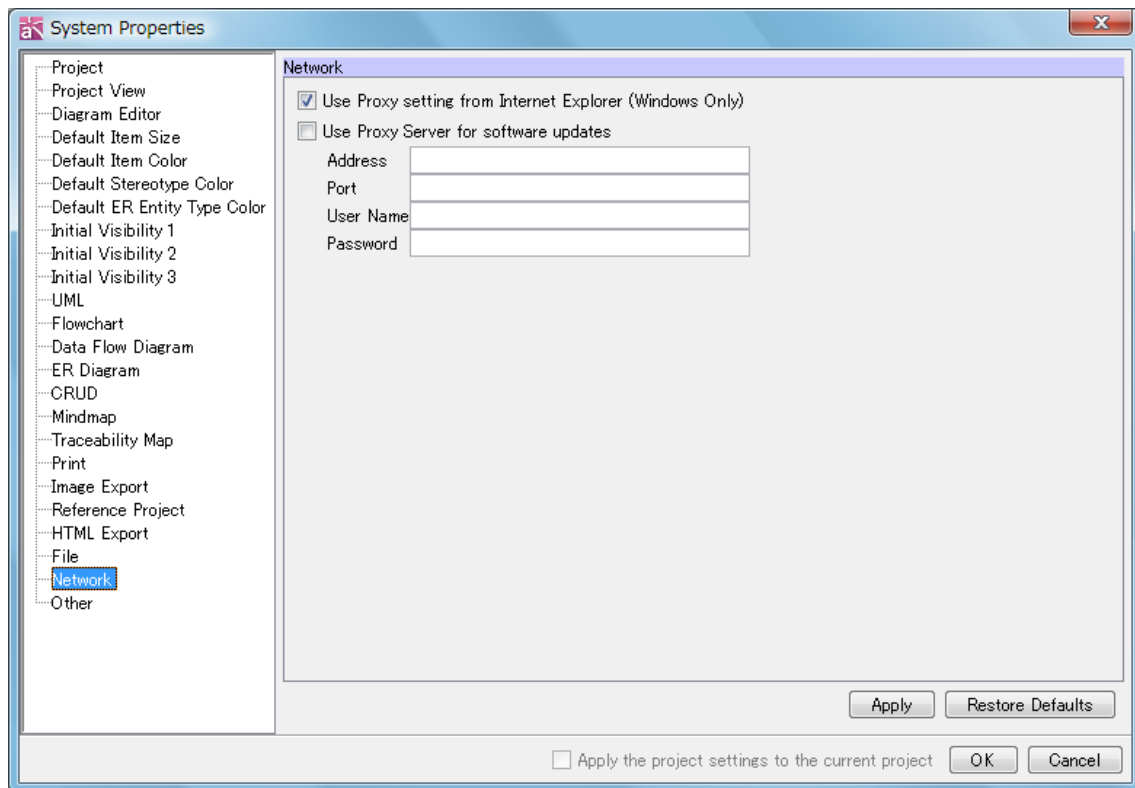 System Properties
Project
Project View
Diagram Editor
Default Item Size
Default Item Color
Default Stereotype Color
Default ER Entity Type Color
Initial Visibility 1
Initial Visibility 2
Initial Visibility 3
UML
Flowchart
Data Flow Diagram
ER Diagram
CRUD
Mindmap
Traceability Map
Print
Image Export
Reference Project
HTML Export
File
Network
Other
Network
Use Proxy setting from Internet Explorer (Windows Only)
Use Proxy Server for software updates
Address
Port
User Name
Password
Apply Restore Defaults
Apply the project settings to the current project OK Cancel